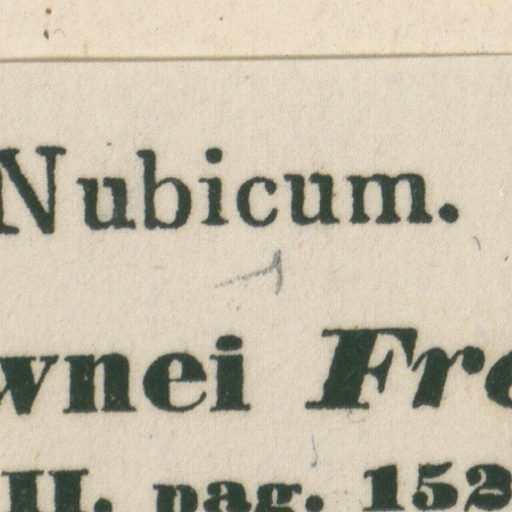 Nubicum.
wnei Fre
II. pag. 152